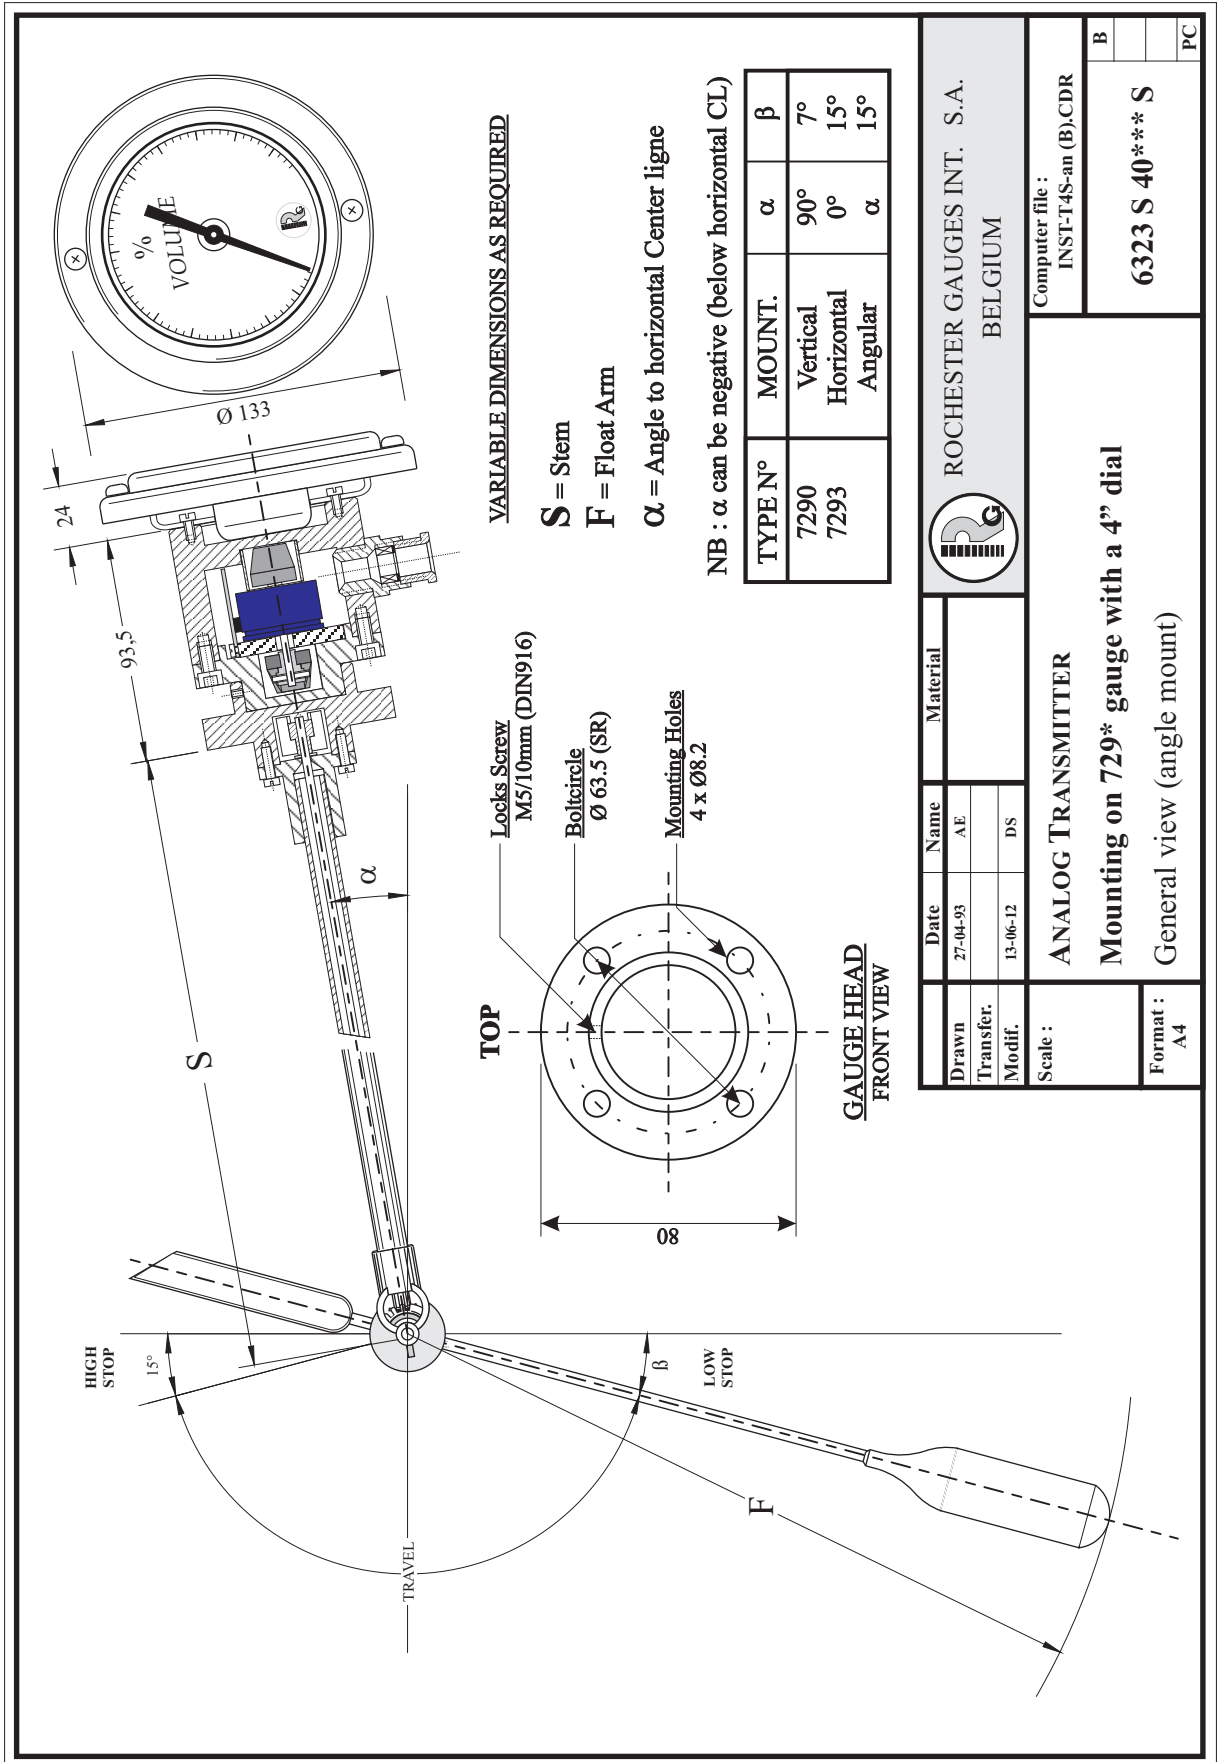 %
VOLUME
Ø 133
24
93,5
S
α
HIGH
STOP
15°
ß
LOW
STOP
TRAVEL
F
VARIABLE DIMENSIONS AS REQUIRED
S = Stem
F = Float Arm
α = Angle to horizontal Center ligne
NB : α can be negative (below horizontal CL)
TYPE N° MOUNT. α β
7290 Vertical 90° 7°
7293 Horizontal 0° 15°
Angular α 15°
Locks Screw
M5/10mm (DIN916)
Boltcircle
Ø 63.5 (SR)
Mounting Holes
4 x Ø8.2
TOP
80
GAUGE HEAD
FRONT VIEW
Date Name Material
Drawn 27-04-93 AE
Transfer.
Modif. 13-06-12 DS
ROCHESTER GAUGES INT. S.A.
BELGIUM
Scale :
Format :
A4
ANALOG TRANSMITTER
Mounting on 729* gauge with a 4” dial
General view (angle mount)
Computer file :
INST-T4S-an (B).CDR
6323 S 40*** S
B
PC